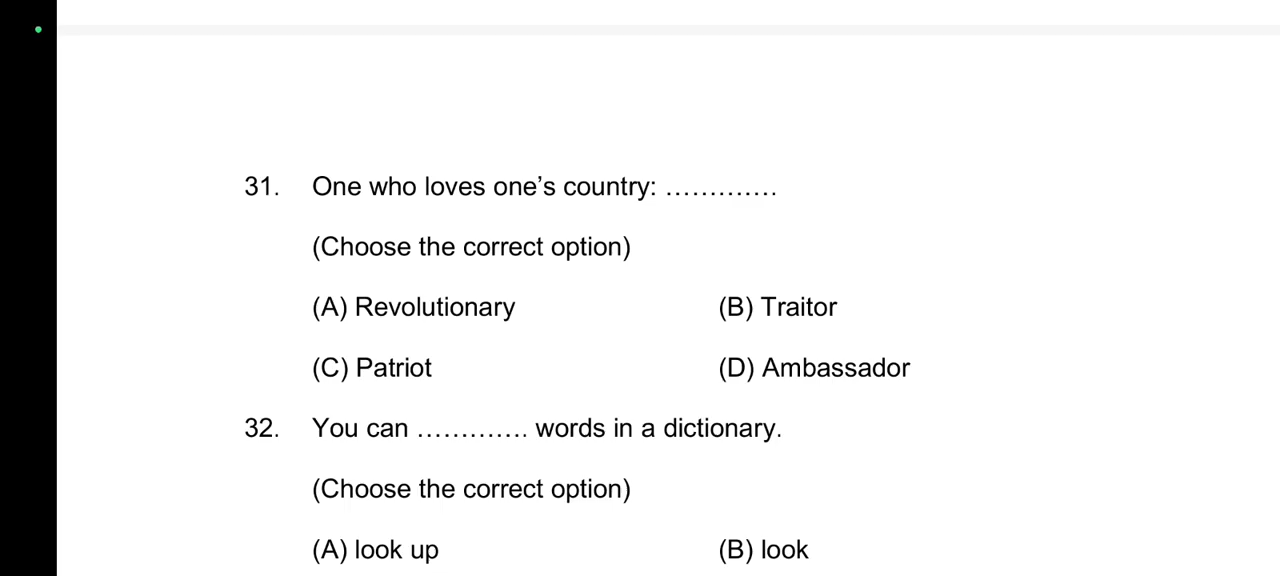 31. One who loves one’s country: .............
(Choose the correct option)
(A) Revolutionary (B) Traitor
(C) Patriot (D) Ambassador
32. You can ............. words in a dictionary.
(Choose the correct option)
(A) look up (B) look